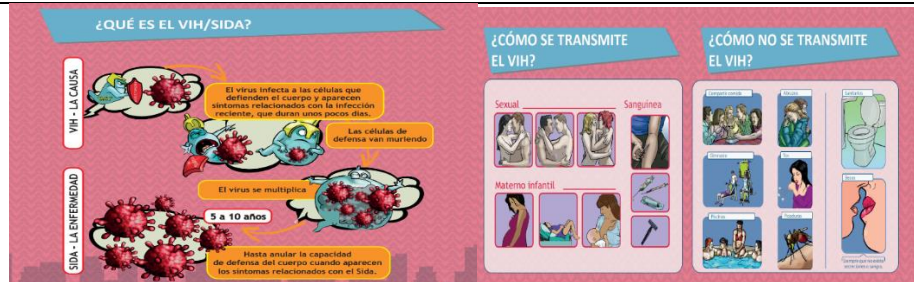 ¿QUÉ ES EL VIH/SIDA?
VIH - LA CAUSA
El virus infecta a las células que
defienden el cuerpo y aparecen
síntomas relacionados con la infección
reciente, que duran unos pocos días.
Las células de
defensa van muriendo
El virus se multiplica
5 a 10 años
SIDA - LA ENFERMEDAD
Hasta anular la capacidad
de defensa del cuerpo cuando aparecen
los síntomas relacionados con el Sida.
¿CÓMO SE TRANSMITE
EL VIH?
Sexual
Sanguínea
Materno infantil
¿CÓMO NO SE TRANSMITE
EL VIH?
Compartir comida
Abrazos
Sanitarios
Gimnasia
Tos
Piscinas
Picaduras
Besos